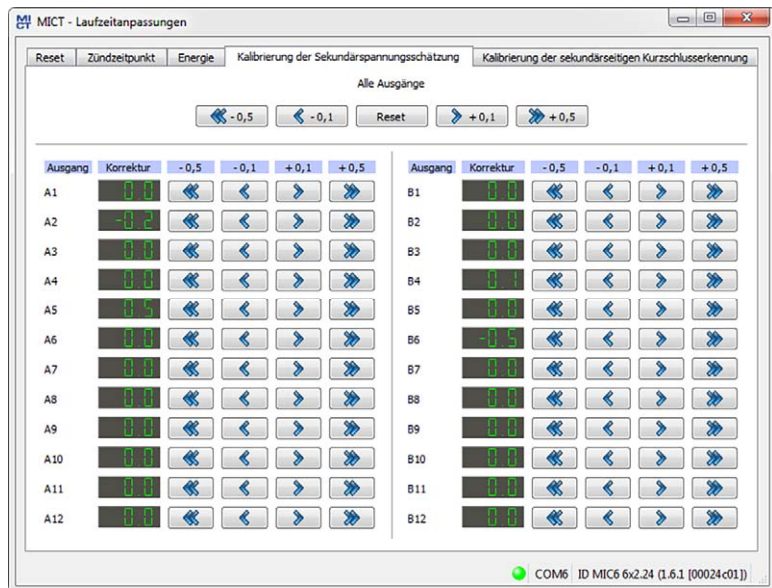 MICT MICT - Laufzeitanpassungen
Reset Zündzeitpunkt Energie Kalibrierung der Sekundärspannungsschätzung Kalibrierung der sekundärseitigen Kurzschlusserkennung
Alle Ausgänge
- 0,5 - 0,1 Reset + 0,1 + 0,5
Ausgang Korrektur - 0,5 - 0,1 + 0,1 + 0,5 Ausgang Korrektur - 0,5 - 0,1 + 0,1 + 0,5
A1 0.0 B1 0.0
A2 -0.2 B2 0.0
A3 0.0 B3 0.0
A4 0.0 B4 0.1
A5 0.5 B5 0.0
A6 0.0 B6 -0.5
A7 0.0 B7 0.0
A8 0.0 B8 0.0
A9 0.0 B9 0.0
A10 0.0 B10 0.0
A11 0.0 B11 0.0
A12 0.0 B12 0.0
COM6 ID MIC6 6x2.24 (1.6.1 [00024c01])